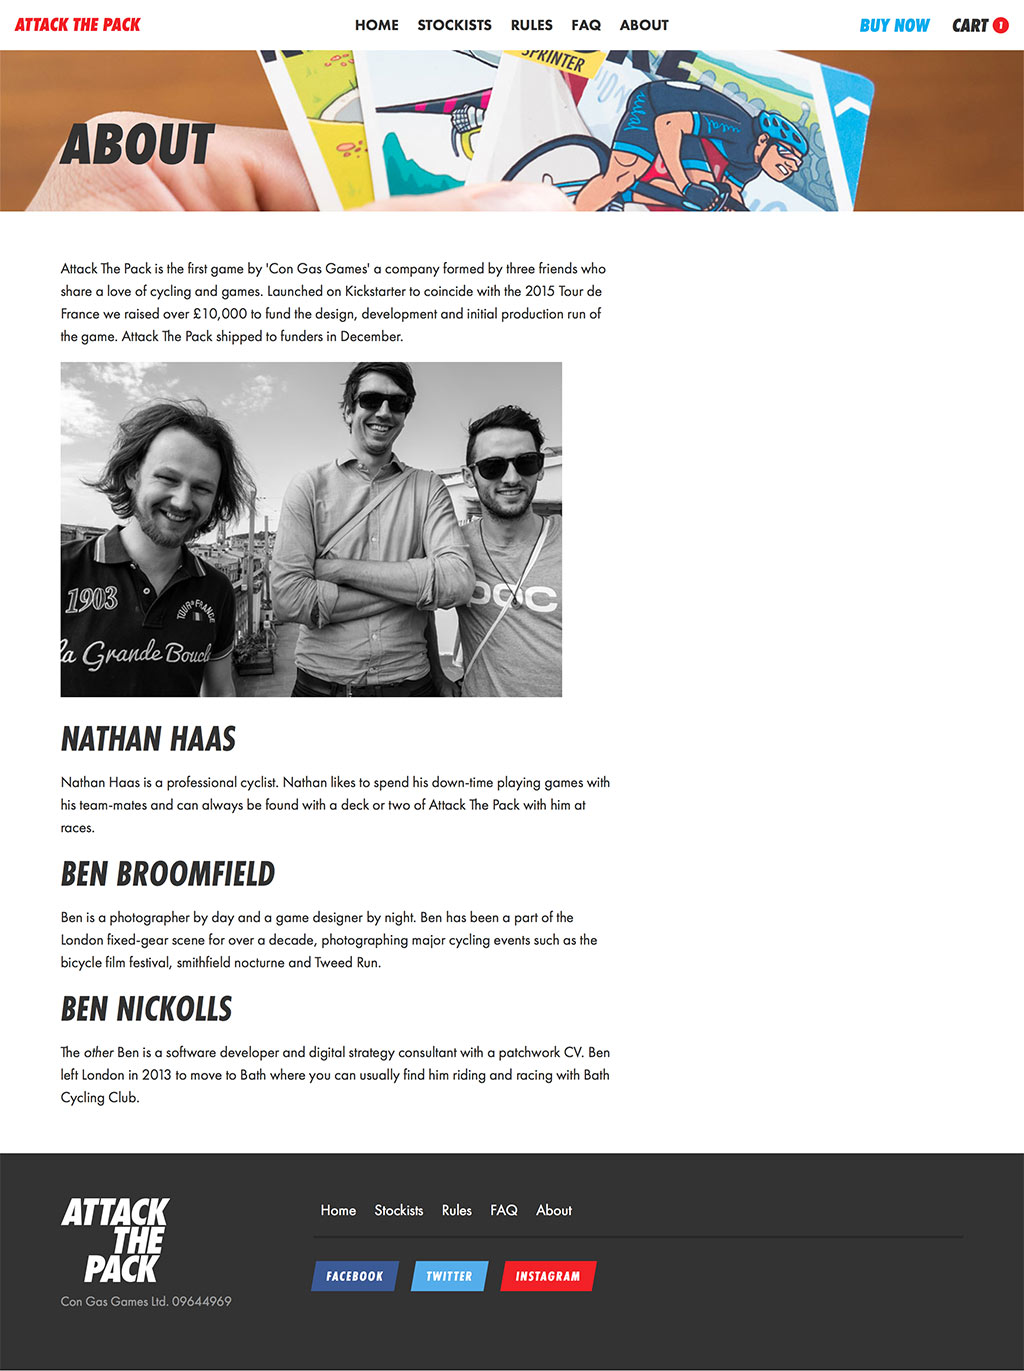 ATTACK THE PACK
HOME STOCKISTS RULES FAQ ABOUT
BUY NOW CART 1
SPRINTER
ABOUT
Attack The Pack is the first game by 'Con Gas Games' a company formed by three friends who
share a love of cycling and games. Launched on Kickstarter to coincide with the 2015 Tour de
France we raised over £10,000 to fund the design, development and initial production run of
the game. Attack The Pack shipped to funders in December.
1903
TOUR DE FRANCE
la Grande Boucle
POC
NATHAN HAAS
Nathan Haas is a professional cyclist. Nathan likes to spend his down-time playing games with
his team-mates and can always be found with a deck or two of Attack The Pack with him at
races.
BEN BROOMFIELD
Ben is a photographer by day and a game designer by night. Ben has been a part of the
London fixed-gear scene for over a decade, photographing major cycling events such as the
bicycle film festival, smithfield nocturne and Tweed Run.
BEN NICKOLLS
The other Ben is a software developer and digital strategy consultant with a patchwork CV. Ben
left London in 2013 to move to Bath where you can usually find him riding and racing with Bath
Cycling Club.
ATTACK
THE
PACK
Con Gas Games Ltd. 09644969
Home Stockists Rules FAQ About
FACEBOOK TWITTER INSTAGRAM